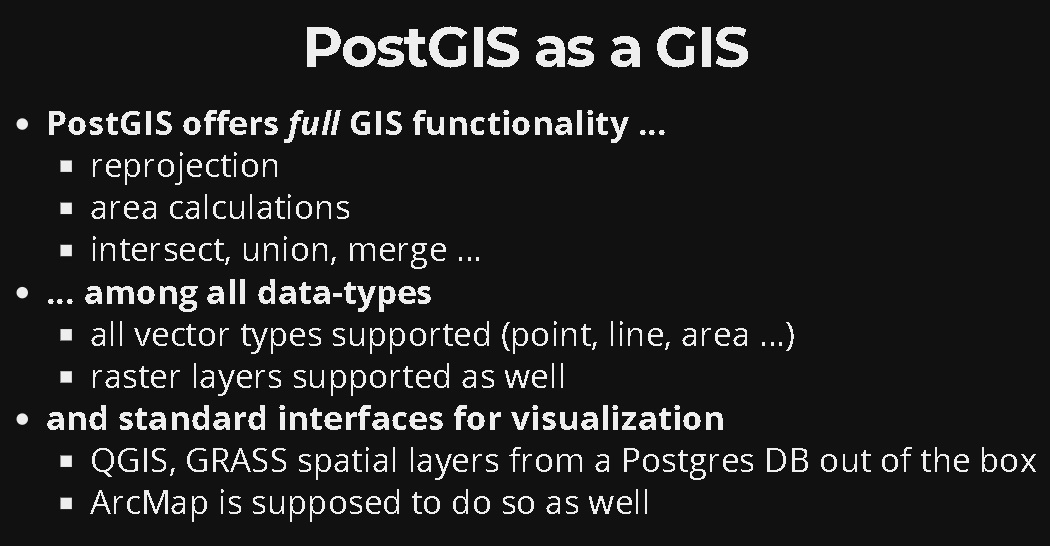 PostGIS as a GIS
PostGIS offers full GIS functionality ...
reprojection
area calculations
intersect, union, merge ...
... among all data-types
all vector types supported (point, line, area ...)
raster layers supported as well
and standard interfaces for visualization
QGIS, GRASS spatial layers from a Postgres DB out of the box
ArcMap is supposed to do so as well